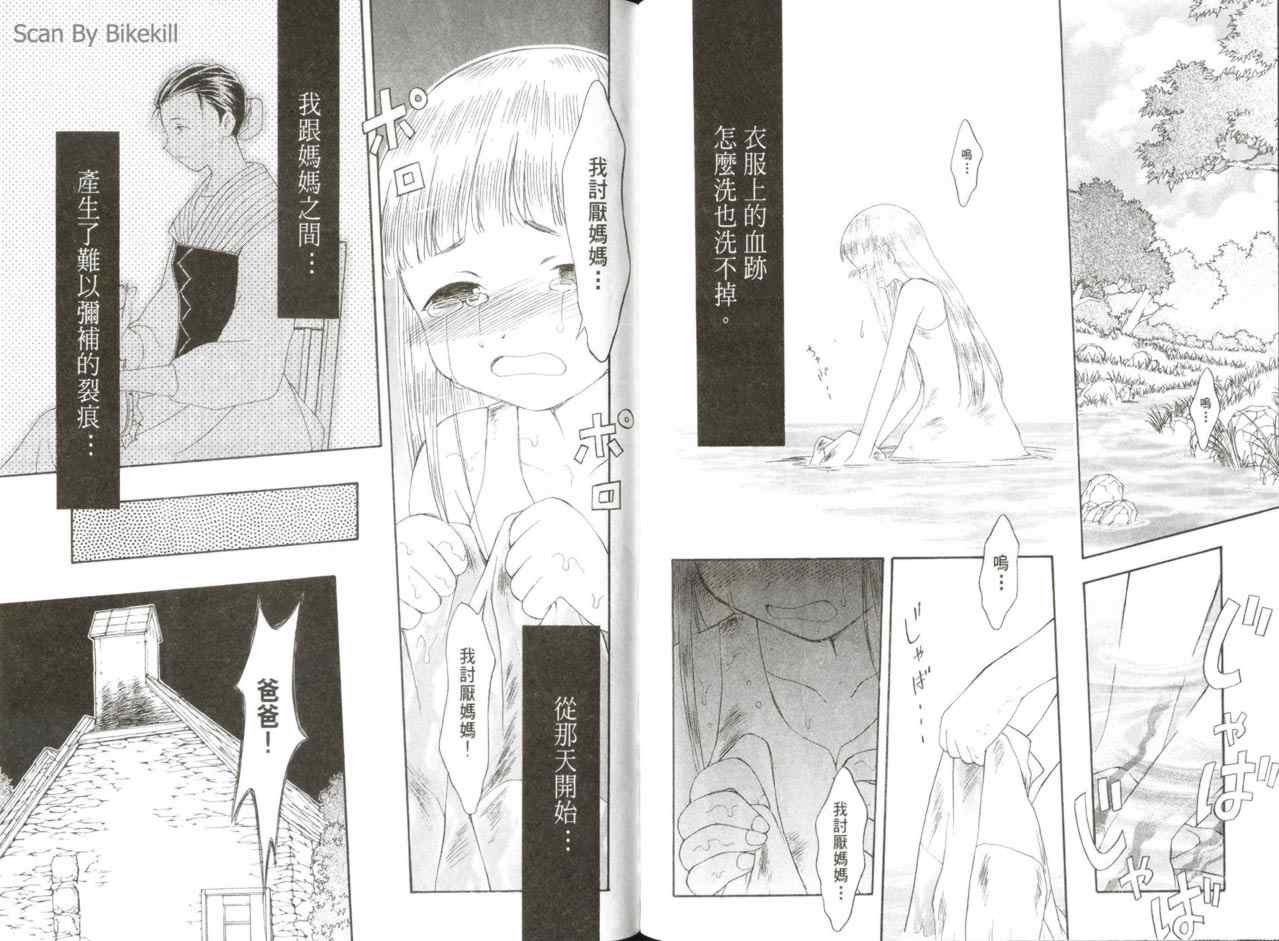 Scan By Bikekill
嗚…
嗚…
ちゃぷ…
衣服上的血跡
怎麼洗也洗不掉。
じゃば
じゃば
嗚…
じゃば…
我討厭媽媽…
我討厭媽媽…
ポロ
ポロ
我討厭媽媽！
從那天開始…
我跟媽媽之間…
產生了難以彌補的裂痕…
爸爸！